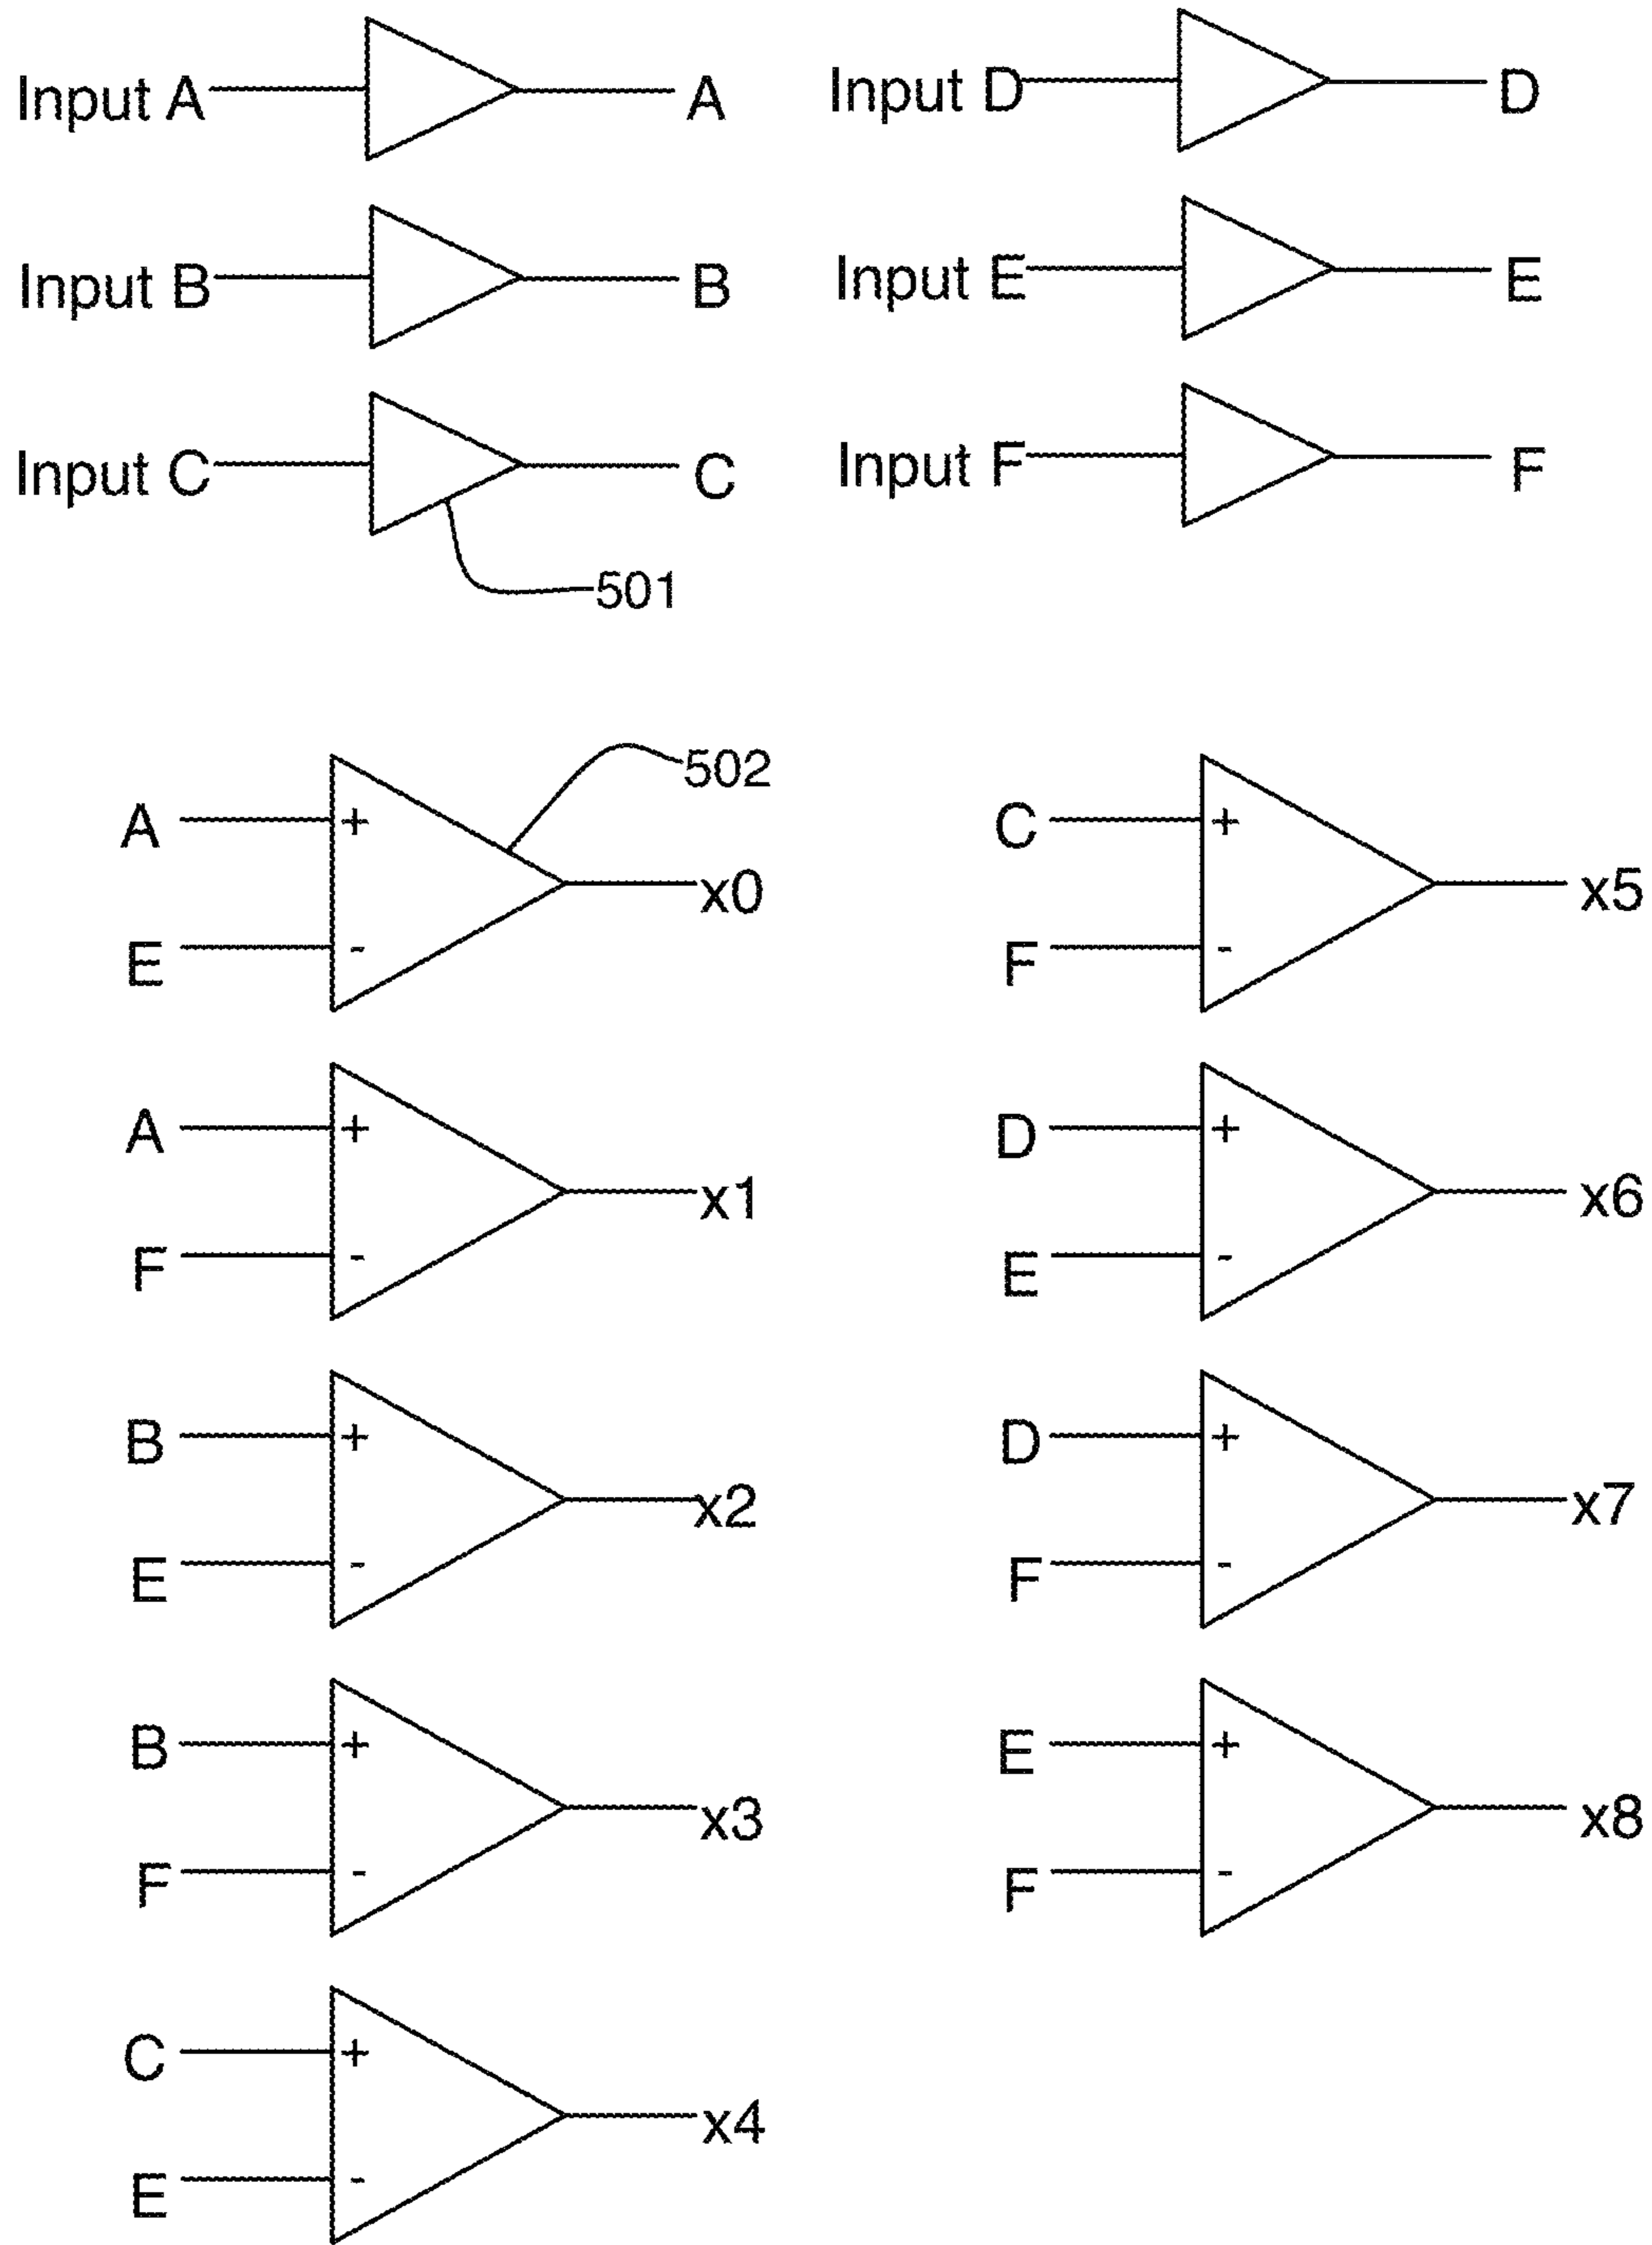 Input A A
Input D D
Input B B
Input E E
Input C C
Input F F
501
502
A + x0
E -
C + x5
F -
A + x1
F -
D + x6
E -
B + x2
E -
D + x7
F -
B + x3
F -
E + x8
F -
C + x4
E -